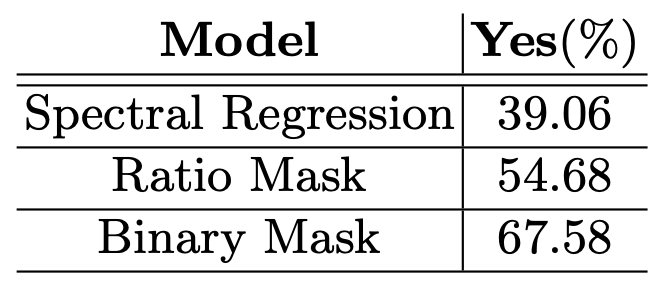 Model Yes(%)
Spectral Regression 39.06
Ratio Mask 54.68
Binary Mask 67.58